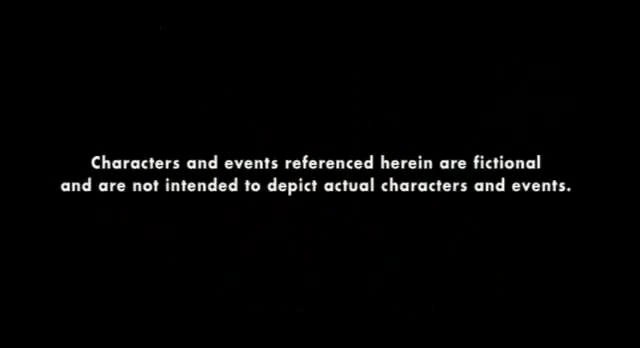 Characters and events referenced herein are fictional
and are not intended to depict actual characters and events.